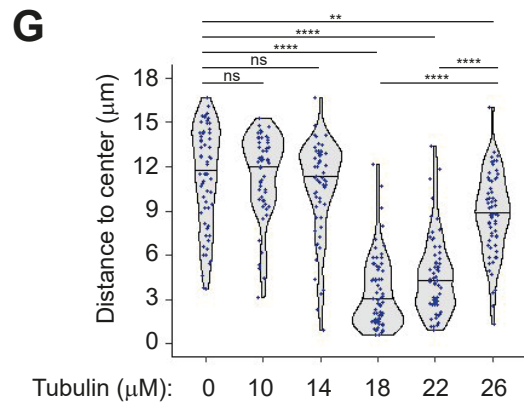 G
**
****
****
ns
****
ns
****
18
15
12
9
6
3
0
Distance to center (μm)
Tubulin (μM): 0 10 14 18 22 26